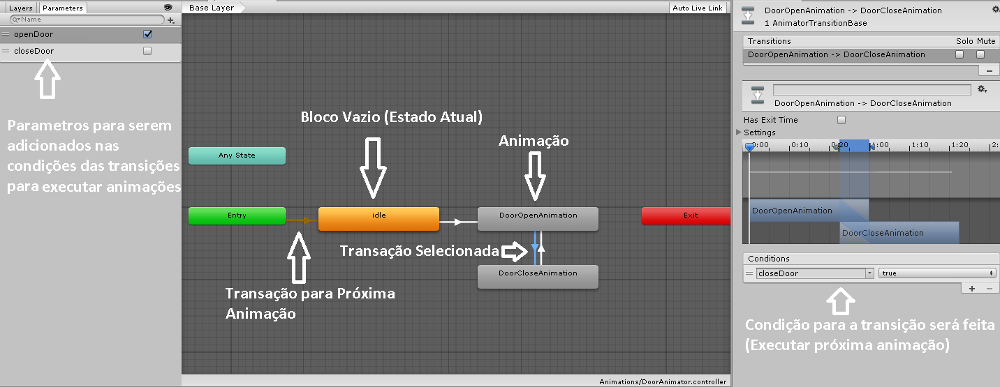 Layers Parameters
Name
openDoor
closeDoor
Parametros para serem
adicionados nas
condições das transições
para executar animações
Base Layer
Auto Live Link
Bloco Vazio (Estado Atual)
Animação
Any State
Entry
idle
DoorOpenAnimation
Exit
Transação Selecionada
DoorCloseAnimation
Transação para Próxima
Animação
Animations/DoorAnimator.controller
DoorOpenAnimation -> DoorCloseAnimation
1 AnimatorTransitionBase
Transitions Solo Mute
DoorOpenAnimation -> DoorCloseAnimation
DoorOpenAnimation -> DoorCloseAnimation
Has Exit Time
Settings
0:00 0:10 0:20 1:00 1:10 1:20 2:
DoorOpenAnimation
DoorCloseAnimation
Conditions
closeDoor true
Condição para a transição será feita
(Executar próxima animação)